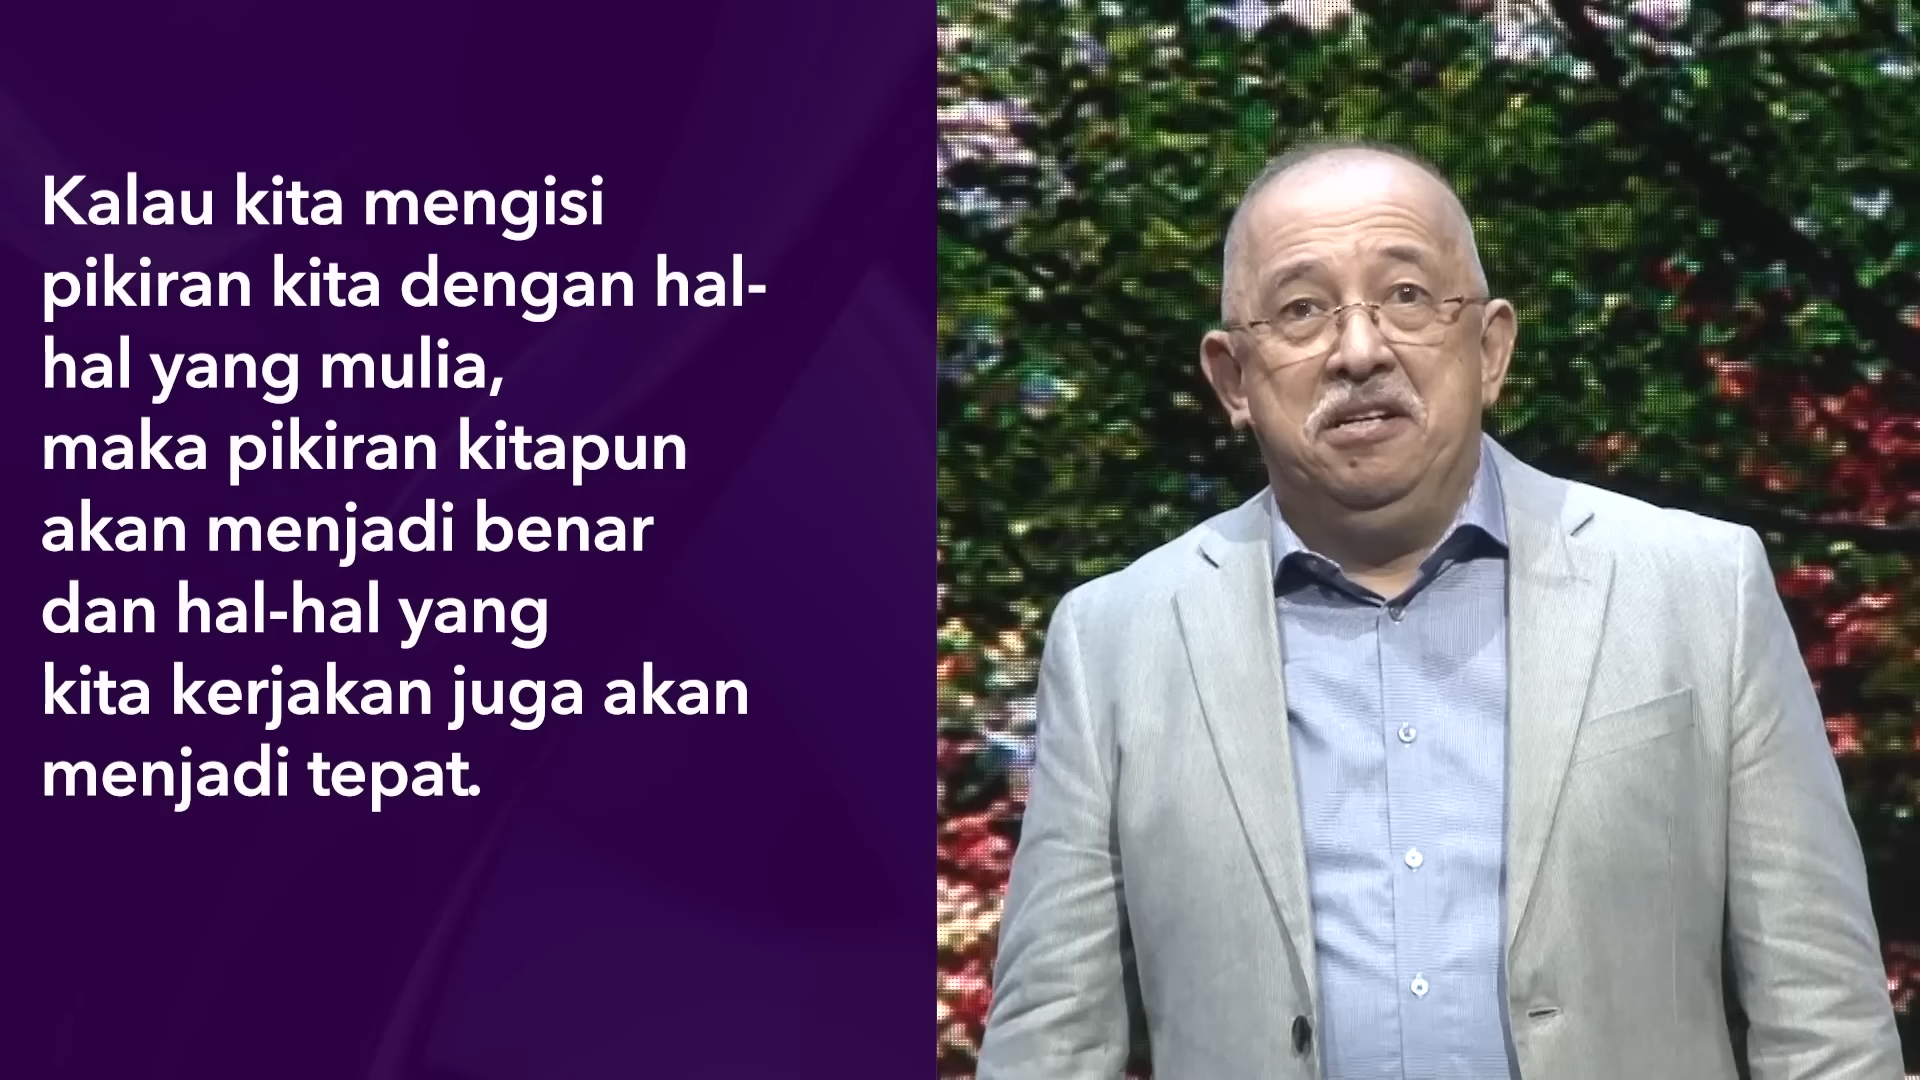 Kalau kita mengisi
pikiran kita dengan hal-
hal yang mulia,
maka pikiran kitapun
akan menjadi benar
dan hal-hal yang
kita kerjakan juga akan
menjadi tepat.